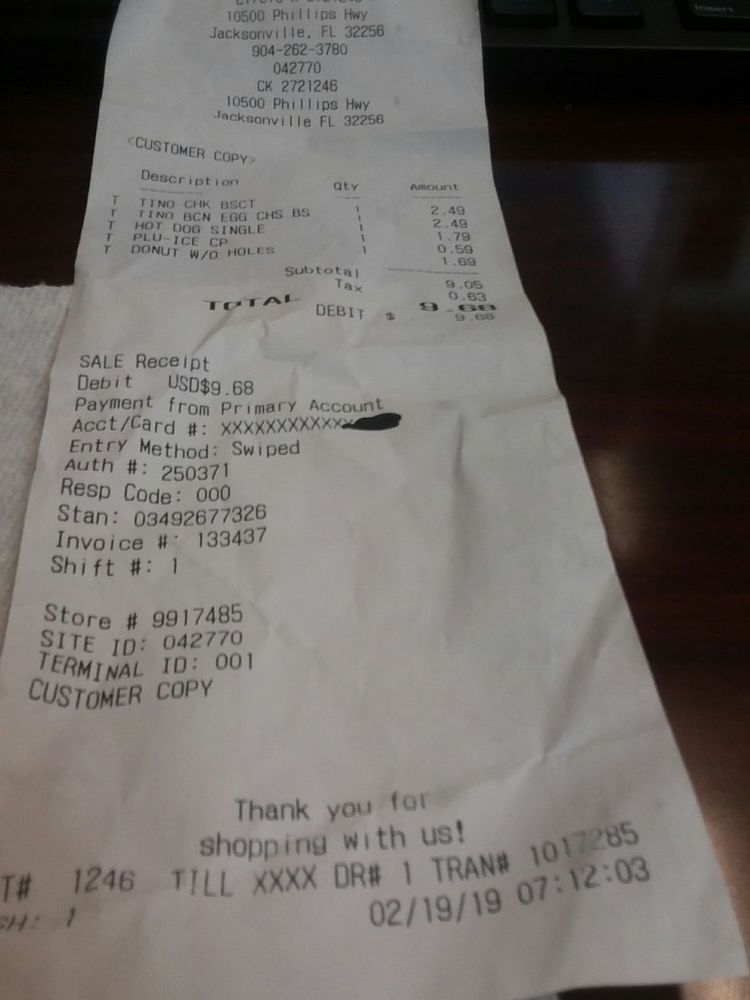 10500 Phillips Hwy
Jacksonville, FL 32256
904-262-3780
042770
CK 2721246
10500 Phillips Hwy
Jacksonville FL 32256
<CUSTOMER COPY>
Description Qty Amount
T TINO CHK BSCT 1 2.49
T TINO BCN EGG CHS BS 1 2.49
T HOT DOG SINGLE 1 1.79
T PLU-ICE CP 1 0.59
T DONUT W/O HOLES 1 1.69
Subtotal 9.05
Tax 0.63
TOTAL 9.68
DEBIT $ 9.68
SALE Receipt
Debit USD$9.68
Payment from Primary Account
Acct/Card #: XXXXXXXXXXXX
Entry Method: Swiped
Auth #: 250371
Resp Code: 000
Stan: 03492677326
Invoice #: 133437
Shift #: 1
Store # 9917485
SITE ID: 042770
TERMINAL ID: 001
CUSTOMER COPY
Thank you for
shopping with us!
T# 1246 TILL XXXX DR# 1 TRAN# 1017285
SH: 1 02/19/19 07:12:03
Insert